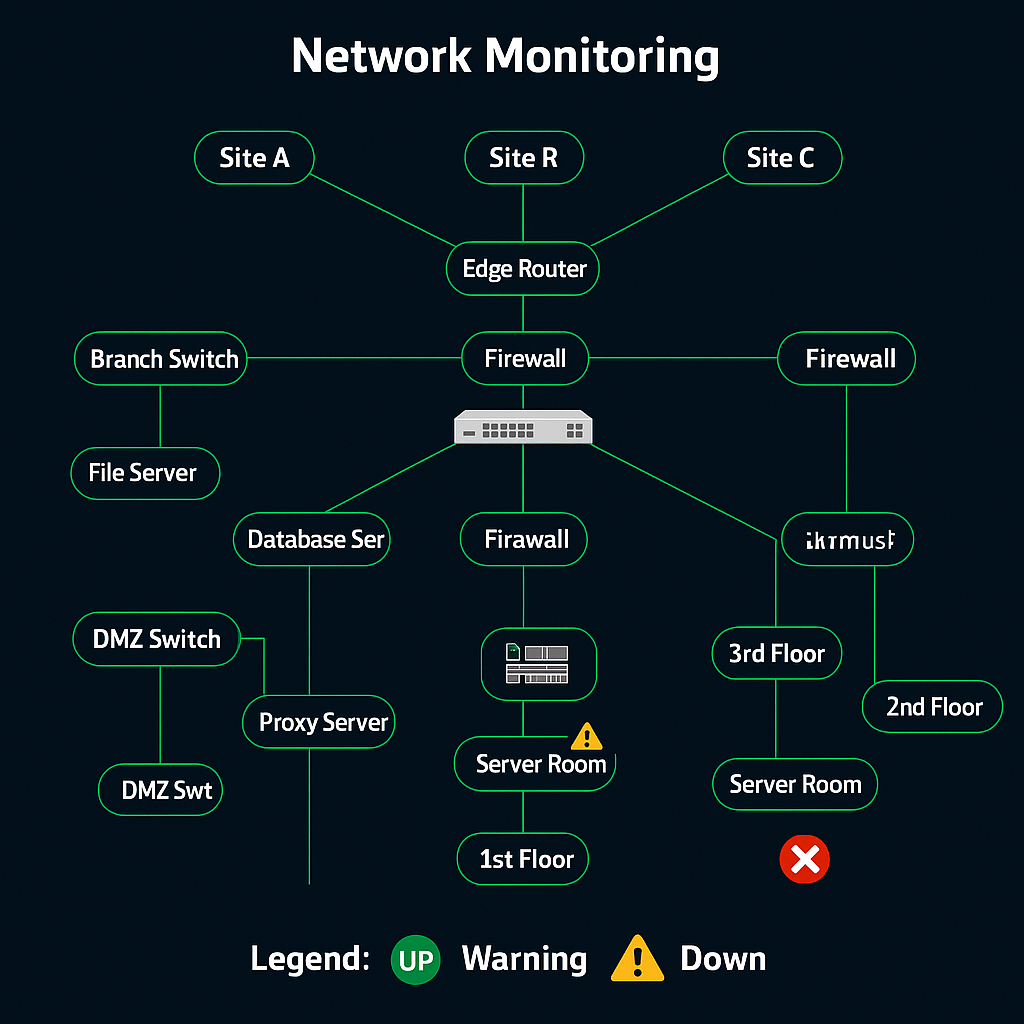 Network Monitoring
Site A
Site R
Site C
Edge Router
Branch Switch
Firewall
Firewall
File Server
Database Ser
Firawall
DMZ Switch
3rd Floor
2nd Floor
Proxy Server
Server Room
Server Room
DMZ Swt
1st Floor
Legend: UP Warning Down